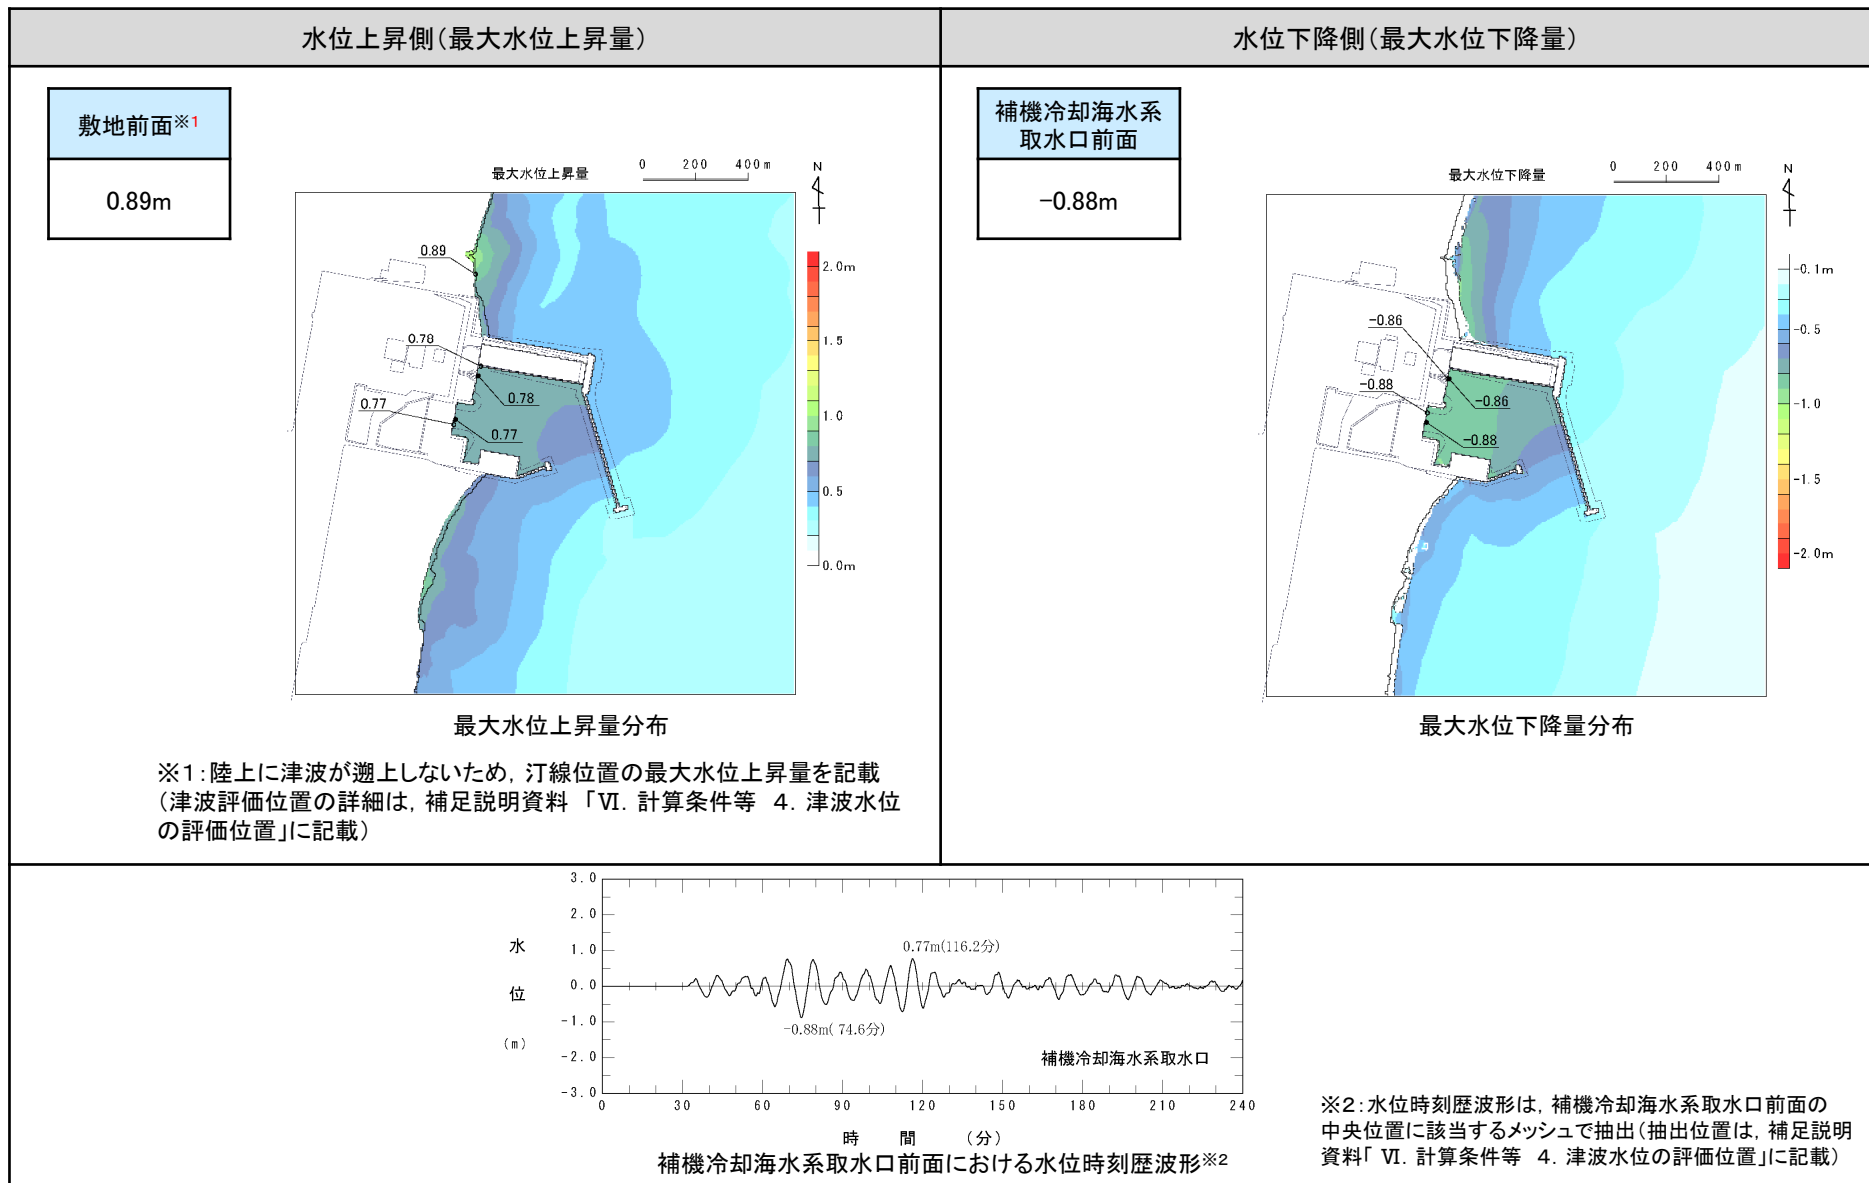 水位上昇側(最大水位上昇量)
水位下降側(最大水位下降量)
敷地前面※1
0.89m
最大水位上昇量
0 200 400m
N
0.89
0.78
0.78
0.77
0.77
2.0m
1.5
1.0
0.5
0.0m
最大水位上昇量分布
※1:陸上に津波が遡上しないため, 汀線位置の最大水位上昇量を記載
(津波評価位置の詳細は, 補足説明資料 「Ⅵ. 計算条件等 4. 津波水位
の評価位置」に記載)
補機冷却海水系
取水口前面
−0.88m
最大水位下降量
0 200 400m
N
-0.86
-0.88
-0.86
-0.88
-0.1m
-0.5
-1.0
-1.5
-2.0m
最大水位下降量分布
水位(m)
3.0
2.0
1.0
0.0
-1.0
-2.0
-3.0
0.77m(116.2分)
-0.88m( 74.6分)
補機冷却海水系取水口
0 30 60 90 120 150 180 210 240
時 間 (分)
補機冷却海水系取水口前面における水位時刻歴波形※2
※2:水位時刻歴波形は, 補機冷却海水系取水口前面の
中央位置に該当するメッシュで抽出(抽出位置は, 補足説明
資料「 Ⅵ. 計算条件等 4. 津波水位の評価位置」に記載)